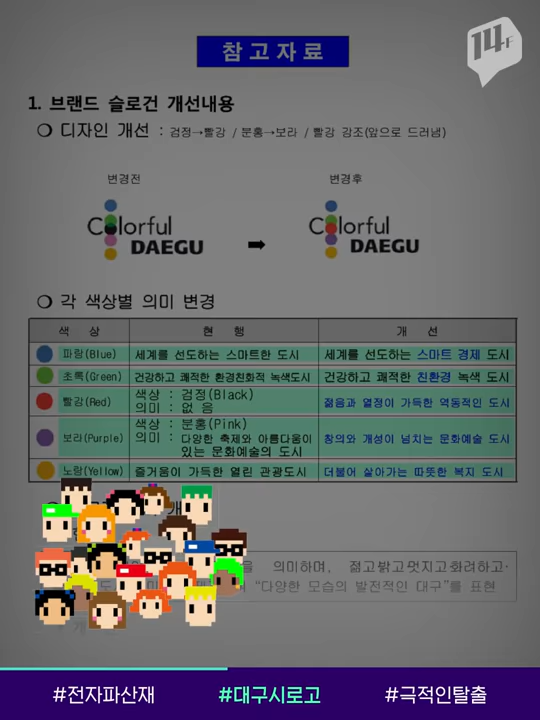 14F
참고자료
1. 브랜드 슬로건 개선내용
❍ 디자인 개선 : 검정→빨강 / 분홍→보라 / 빨강 강조(앞으로 드러냄)
변경전 변경후
Colorful DAEGU ➡ Colorful DAEGU
❍ 각 색상별 의미 변경
색 상 현 행 개 선
파랑(Blue) 세계를 선도하는 스마트한 도시 세계를 선도하는 스마트 경제 도시
초록(Green) 건강하고 쾌적한 환경친화적 녹색도시 건강하고 쾌적한 친환경 녹색 도시
빨강(Red) 색상 : 검정(Black) 의미 : 없 음 젊음과 열정이 가득한 역동적인 도시
보라(Purple) 색상 : 분홍(Pink) 의미 : 다양한 축제와 아름다움이 있는 문화예술의 도시 창의와 개성이 넘치는 문화예술 도시
노랑(Yellow) 즐거움이 가득한 열린 관광도시 더불어 살아가는 따뜻한 복지 도시
을 의미하며, 젊고·밝고·멋지고·화려하고·
"다양한 모습의 발전적인 대구"를 표현
#전자파산재 #대구시로고 #극적인탈출